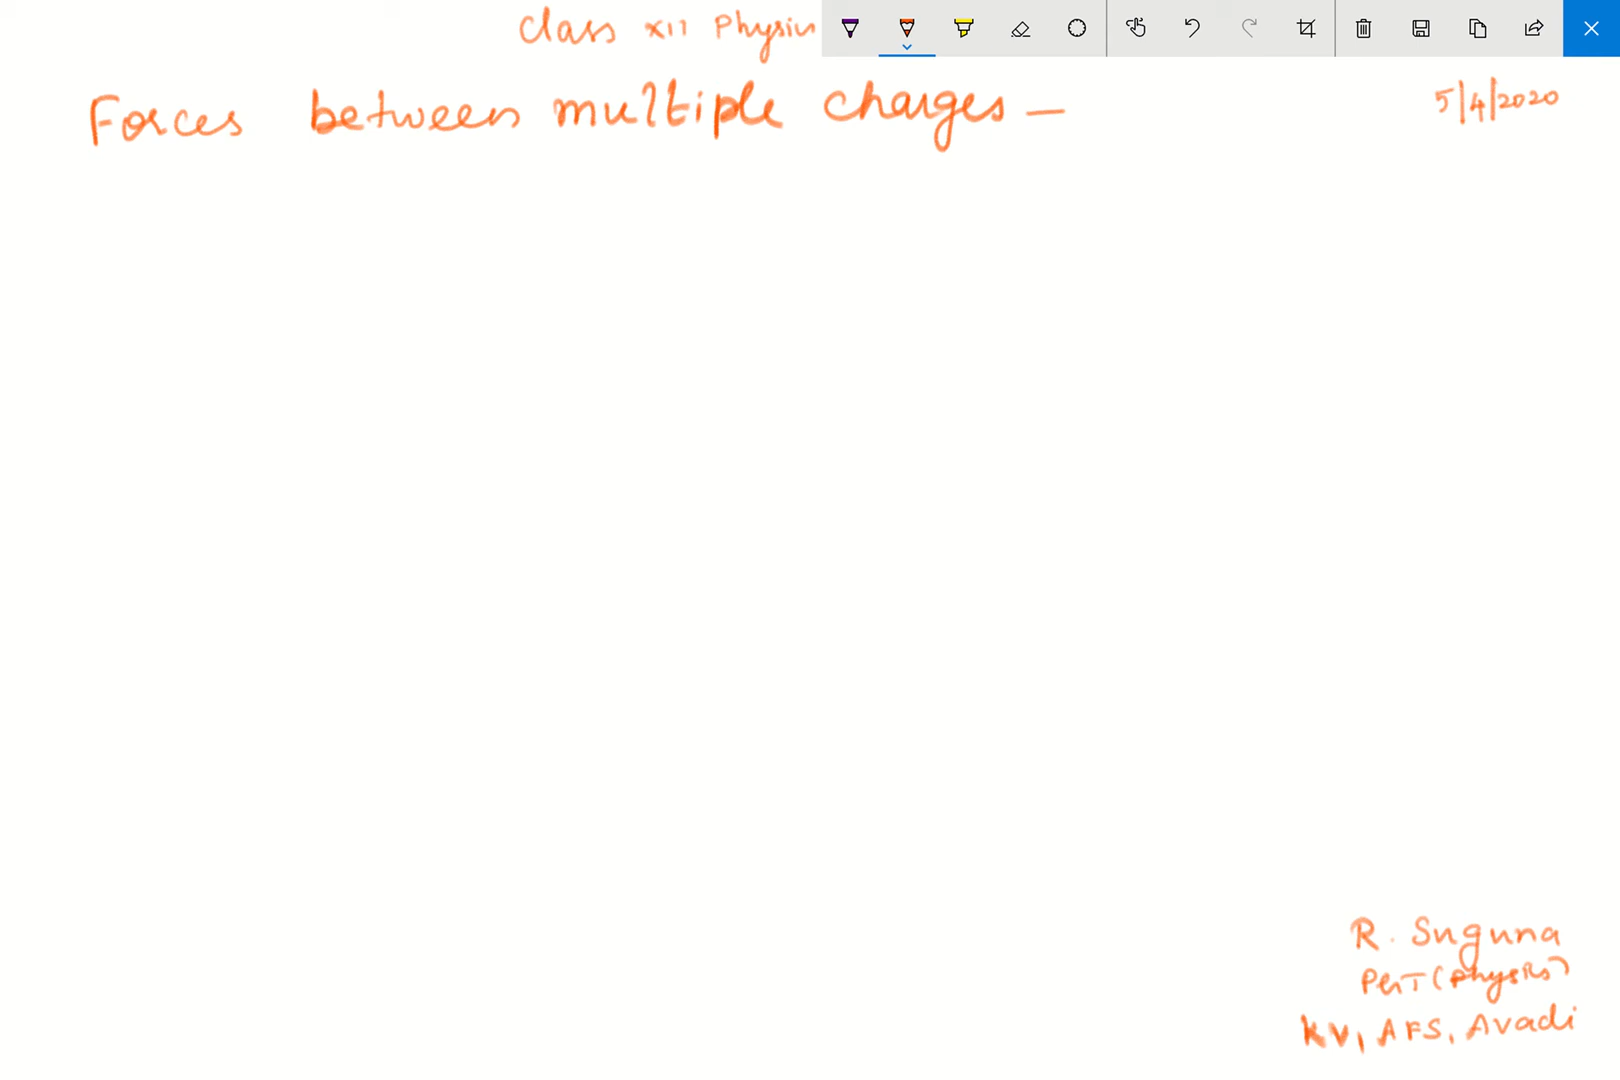 Class XII Physics
Forces between multiple charges —
5/4/2020
R. Suguna
PGT (Physics)
KV, AFS, Avadi